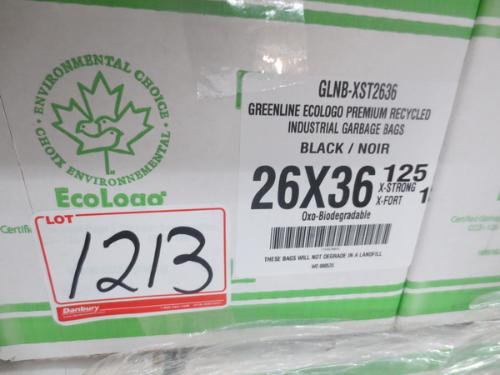 ENVIRONMENTAL CHOICE
CHOIX ENVIRONNEMENTAL
EcoLogo
LOT
1213
Danbury
GLNB-XST2636
GREENLINE ECOLOGO PREMIUM RECYCLED
INDUSTRIAL GARBAGE BAGS
BLACK / NOIR
26X36 125
X-STRONG
X-FORT 1
Oxo-Biodegradable
THESE BAGS WILL NOT DEGRADE IN A LANDFILL